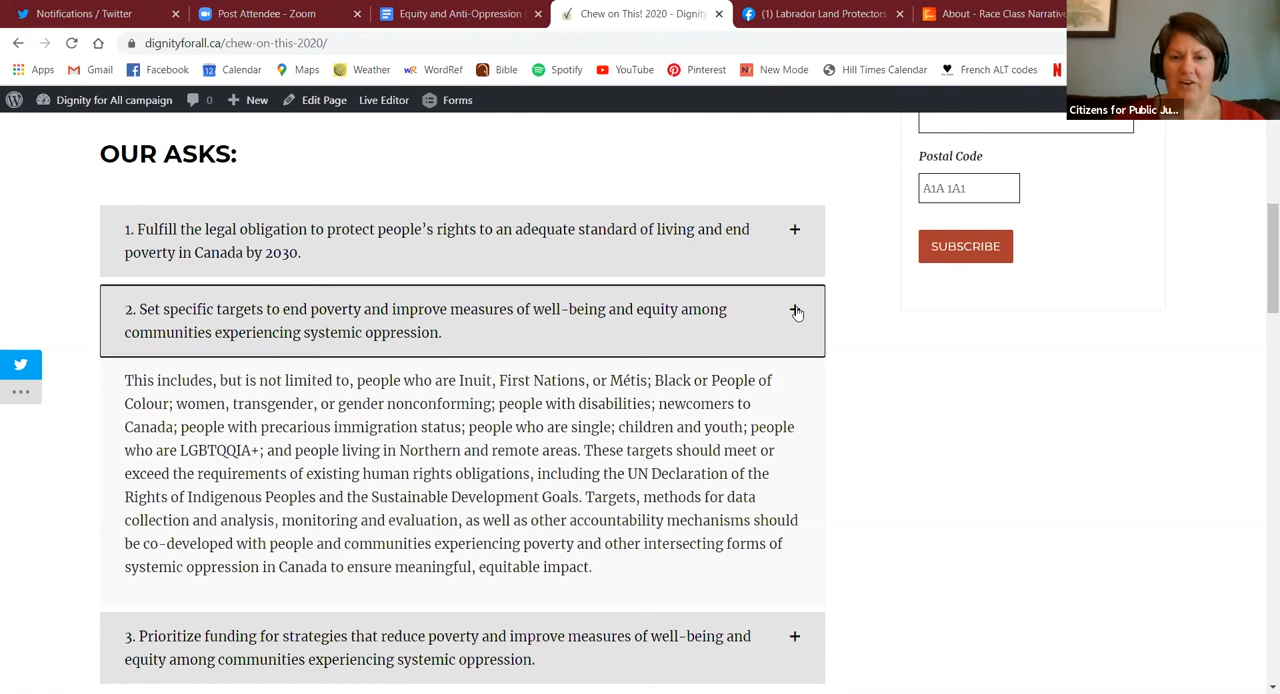 Notifications / Twitter
Post Attendee - Zoom
Equity and Anti-Oppression
Chew on This! 2020 - Dignity
(1) Labrador Land Protectors
About - Race Class Narrative
dignityforall.ca/chew-on-this-2020/
Apps
Gmail
Facebook
Calendar
Maps
Weather
WordRef
Bible
Spotify
YouTube
Pinterest
New Mode
Hill Times Calendar
French ALT codes
Citizens for Public Ju...
Dignity for All campaign
0
New
Edit Page
Live Editor
Forms
OUR ASKS:
1. Fulfill the legal obligation to protect people's rights to an adequate standard of living and end
poverty in Canada by 2030.
2. Set specific targets to end poverty and improve measures of well-being and equity among
communities experiencing systemic oppression.
This includes, but is not limited to, people who are Inuit, First Nations, or Métis; Black or People of
Colour; women, transgender, or gender nonconforming; people with disabilities; newcomers to
Canada; people with precarious immigration status; people who are single; children and youth; people
who are LGBTQQIA+; and people living in Northern and remote areas. These targets should meet or
exceed the requirements of existing human rights obligations, including the UN Declaration of the
Rights of Indigenous Peoples and the Sustainable Development Goals. Targets, methods for data
collection and analysis, monitoring and evaluation, as well as other accountability mechanisms should
be co-developed with people and communities experiencing poverty and other intersecting forms of
systemic oppression in Canada to ensure meaningful, equitable impact.
3. Prioritize funding for strategies that reduce poverty and improve measures of well-being and
equity among communities experiencing systemic oppression.
Postal Code
A1A 1A1
SUBSCRIBE